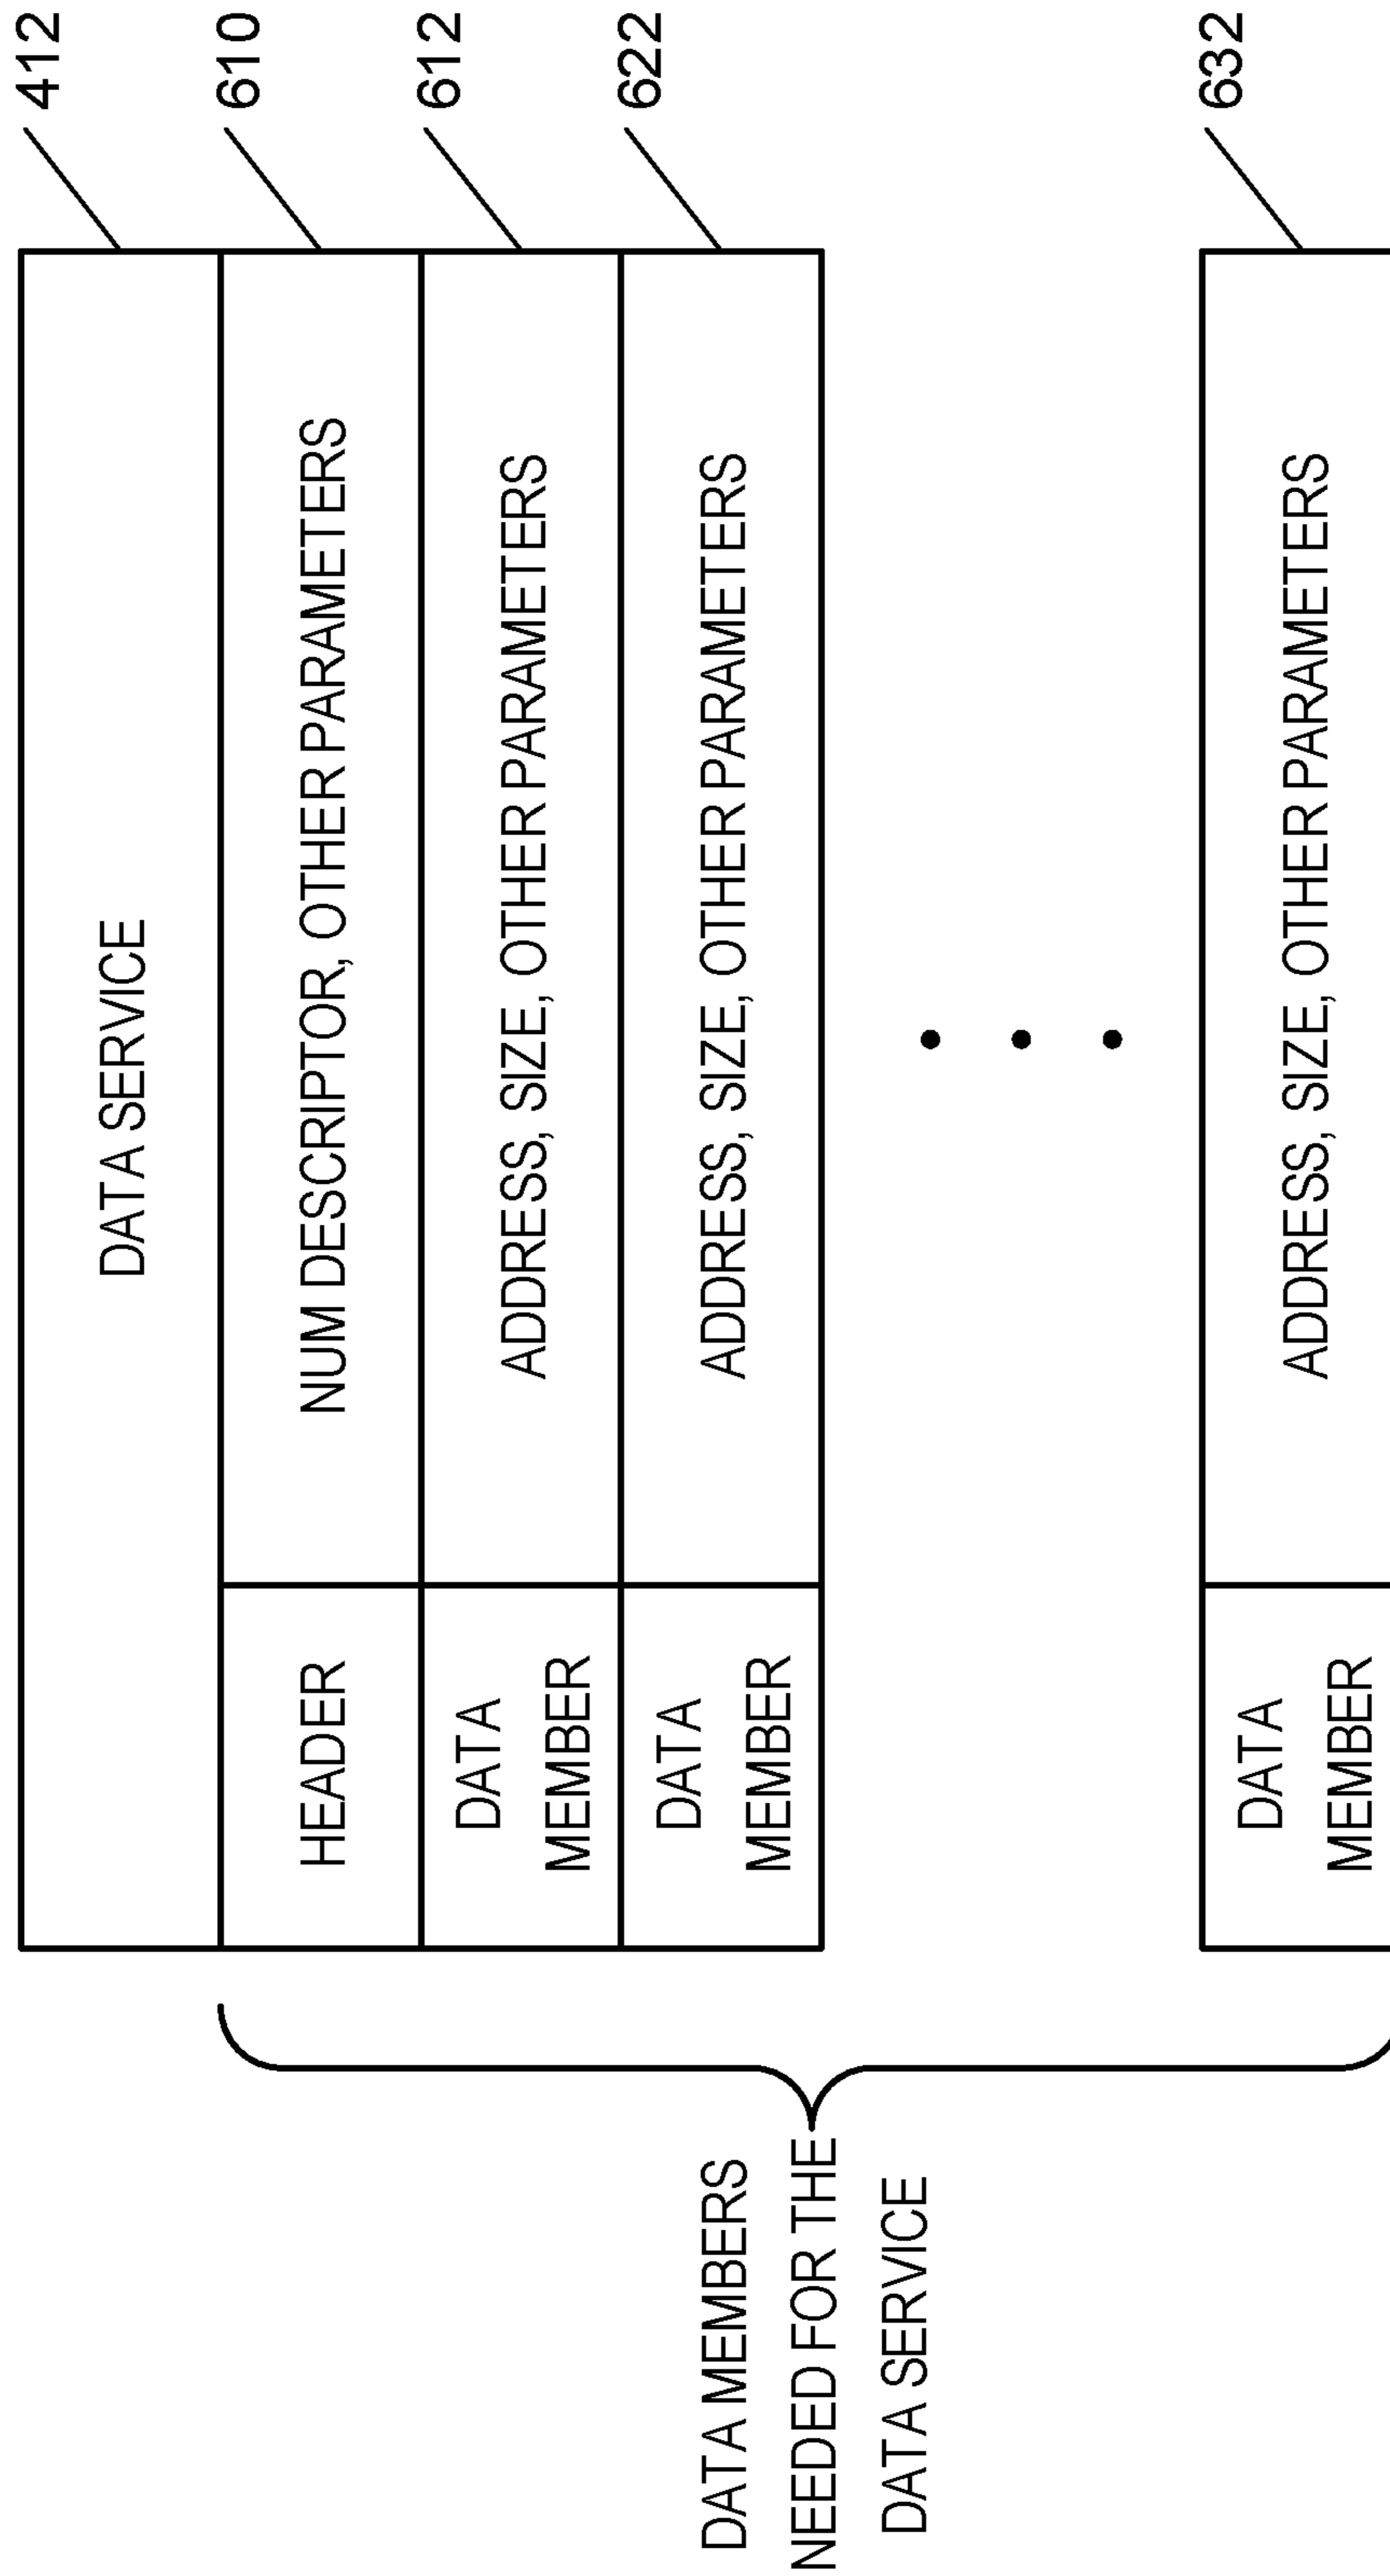 DATA SERVICE
412
HEADER
NUM DESCRIPTOR, OTHER PARAMETERS
610
DATA
MEMBER
ADDRESS, SIZE, OTHER PARAMETERS
612
DATA
MEMBER
ADDRESS, SIZE, OTHER PARAMETERS
622
DATA MEMBERS
NEEDED FOR THE
DATA SERVICE
DATA
MEMBER
ADDRESS, SIZE, OTHER PARAMETERS
632